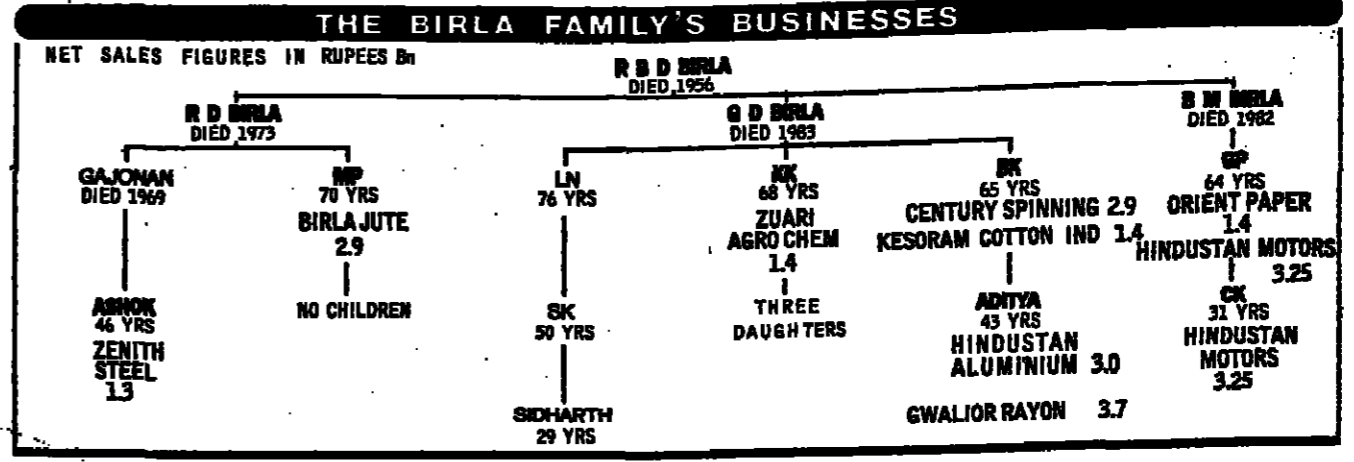 THE BIRLA FAMILY'S BUSINESSES
NET SALES FIGURES IN RUPEES Bn
R B D BIRLA
DIED 1956
R D BIRLA
DIED 1973
G D BIRLA
DIED 1983
B M BIRLA
DIED 1982
GAJONAN
DIED 1969
MP
70 YRS
BIRLA JUTE
2.9
LN
76 YRS
KK
68 YRS
ZUARI
AGRO CHEM
1.4
BK
65 YRS
CENTURY SPINNING 2.9
KESORAM COTTON IND 1.4
GP
64 YRS
ORIENT PAPER
1.4
HINDUSTAN MOTORS
3.25
ASHOK
46 YRS
ZENITH
STEEL
1.3
NO CHILDREN
SK
50 YRS
THREE
DAUGHTERS
ADITYA
43 YRS
HINDUSTAN
ALUMINIUM 3.0
GWALIOR RAYON 3.7
CK
31 YRS
HINDUSTAN
MOTORS
3.25
SIDHARTH
29 YRS